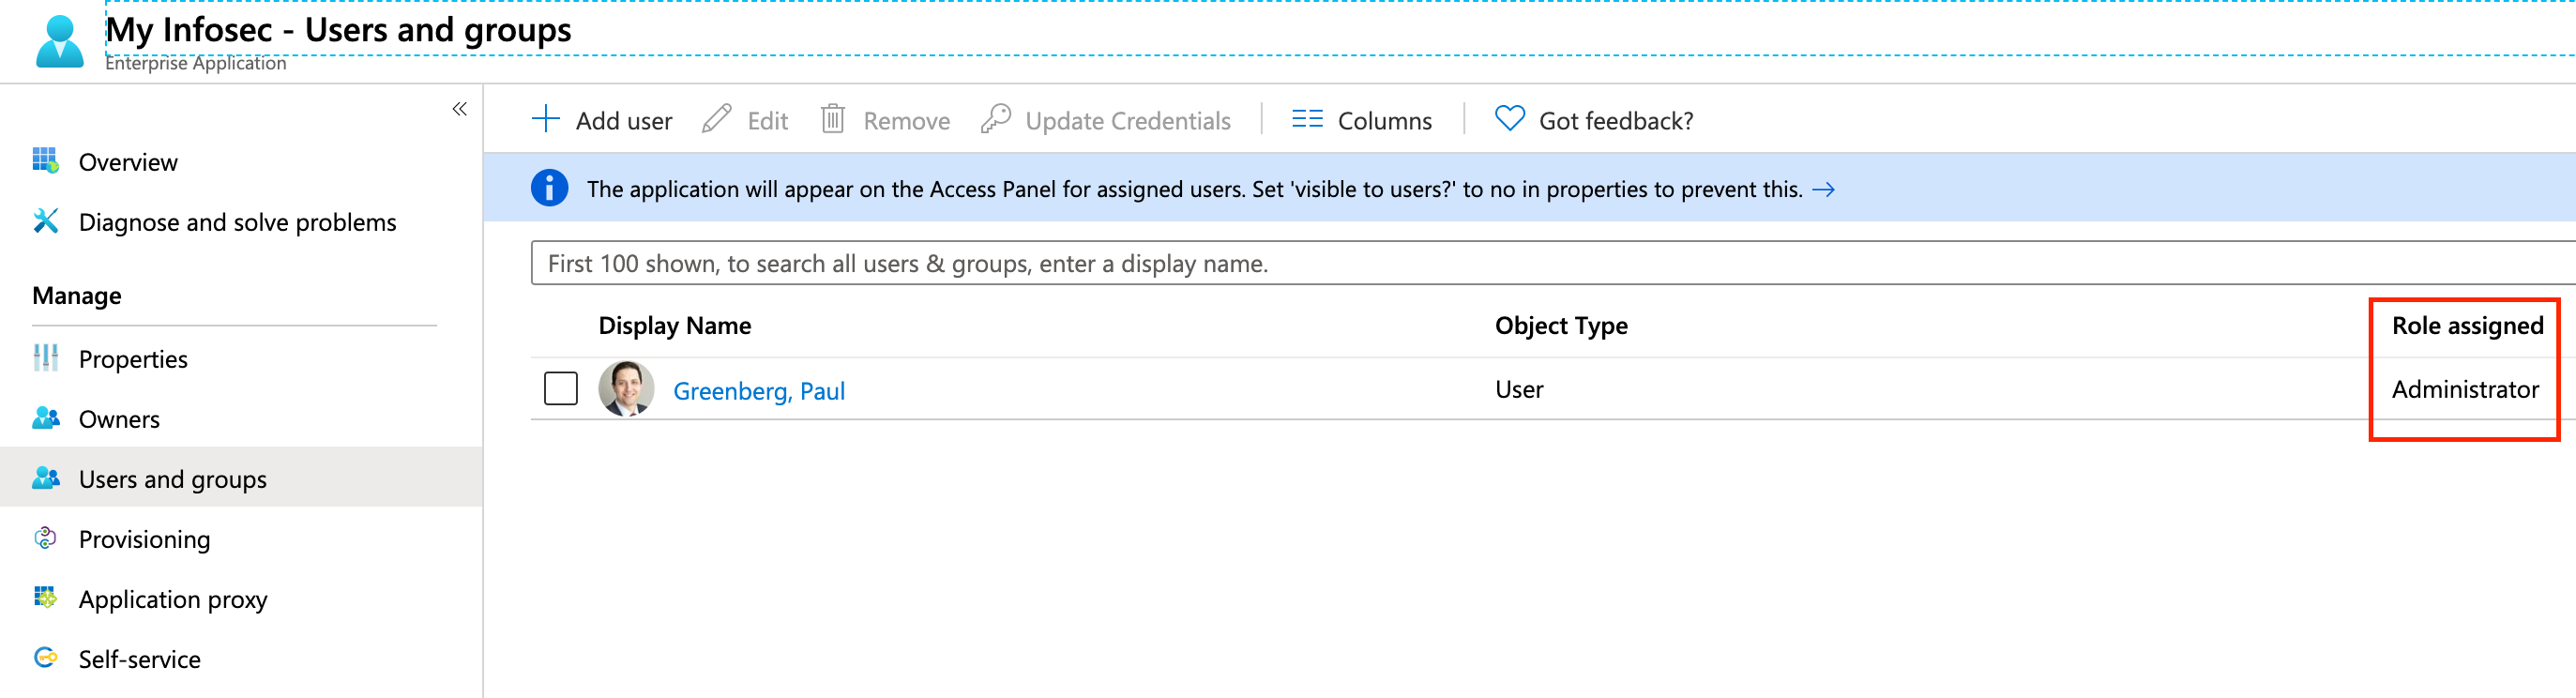 My Infosec - Users and groups
Enterprise Application
Overview
Diagnose and solve problems
Manage
Properties
Owners
Users and groups
Provisioning
Application proxy
Self-service
Add user Edit Remove Update Credentials Columns Got feedback?
The application will appear on the Access Panel for assigned users. Set 'visible to users?' to no in properties to prevent this. →
First 100 shown, to search all users & groups, enter a display name.
Display Name Object Type Role assigned
Greenberg, Paul User Administrator